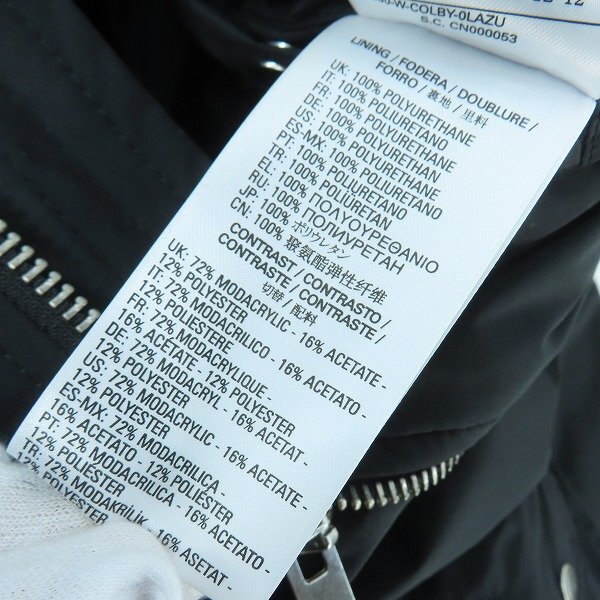 -W-COLBY-0LAZU
S.C. CN000053
LINING / FODERA / DOUBLURE /
FORRO / 裏地 / 里料
UK: 100% POLYURETHANE
IT: 100% POLIURETANO
FR: 100% POLYURETHANE
DE: 100% POLYURETHAN
US: 100% POLYURETHANE
ES-MX: 100% POLIURETANO
PT: 100% POLIURETANO
TR: 100% POLIÜRETAN
EL: 100% ΠΟΛΥΟΥΡΕΘΑΝΙΟ
RU: 100% ПОЛИУРЕТАН
JP: 100% ポリウレタン
CN: 100% 聚氨酯弹性纤维
CONTRAST / CONTRASTO /
CONTRASTE / CONTRASTE /
切替 / 配料
UK: 72% MODACRYLIC - 16% ACETATE -
12% POLYESTER
IT: 72% MODACRILICO - 16% ACETATO -
12% POLIESTERE
FR: 72% MODACRYLIQUE -
16% ACETATE - 12% POLYESTER
DE: 72% MODACRYL - 16% ACETATE -
12% POLYESTER
US: 72% MODACRYLIC - 16% ACETATE -
12% POLYESTER
ES-MX: 72% MODACRILICA -
16% ACETATO - 12% POLIÉSTER
PT: 72% MODACRILICA - 16% ACETATO -
12% POLIÉSTER
TR: 72% MODAKRİLİK - 16% ASETAT -
12% POLYESTER